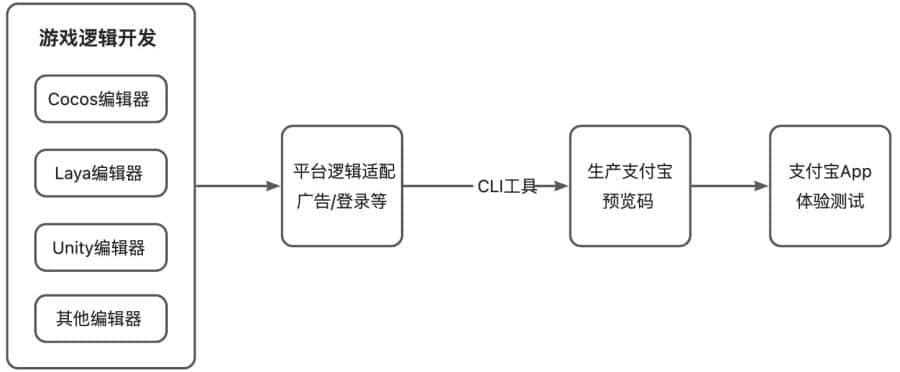 游戏逻辑开发
Cocos编辑器
Laya编辑器
Unity编辑器
其他编辑器
平台逻辑适配
广告/登录等
CLI工具
生产支付宝
预览码
支付宝App
体验测试